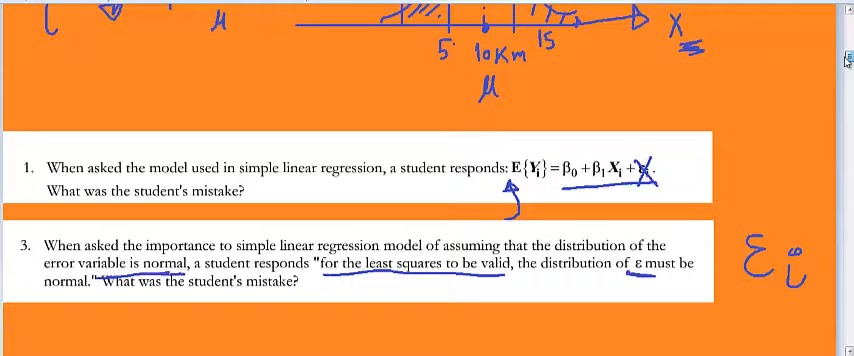 μ
5 10Km 15 X
μ
1. When asked the model used in simple linear regression, a student responds: E{Yi} = β0 + β1 Xi + εi.
What was the student's mistake?
3. When asked the importance to simple linear regression model of assuming that the distribution of the
error variable is normal, a student responds "for the least squares to be valid, the distribution of ε must be
normal." What was the student's mistake?
εi